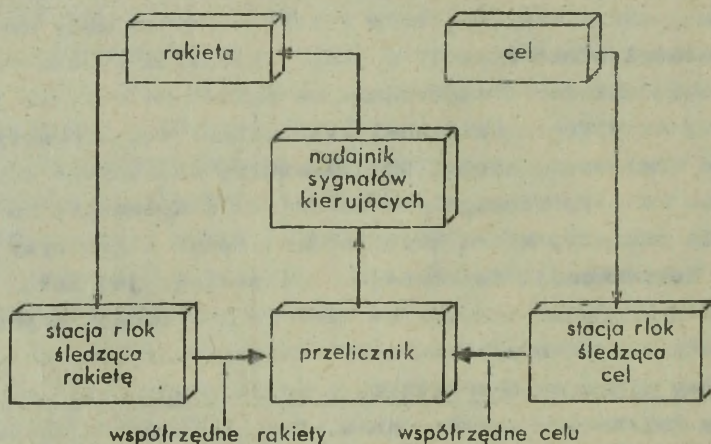 rakieta
cel
nadajnik
sygnałów
kierujących
stacja rlok
śledząca
rakietę
przelicznik
stacja rlok
śledząca
cel
współrzędne rakiety
współrzędne celu